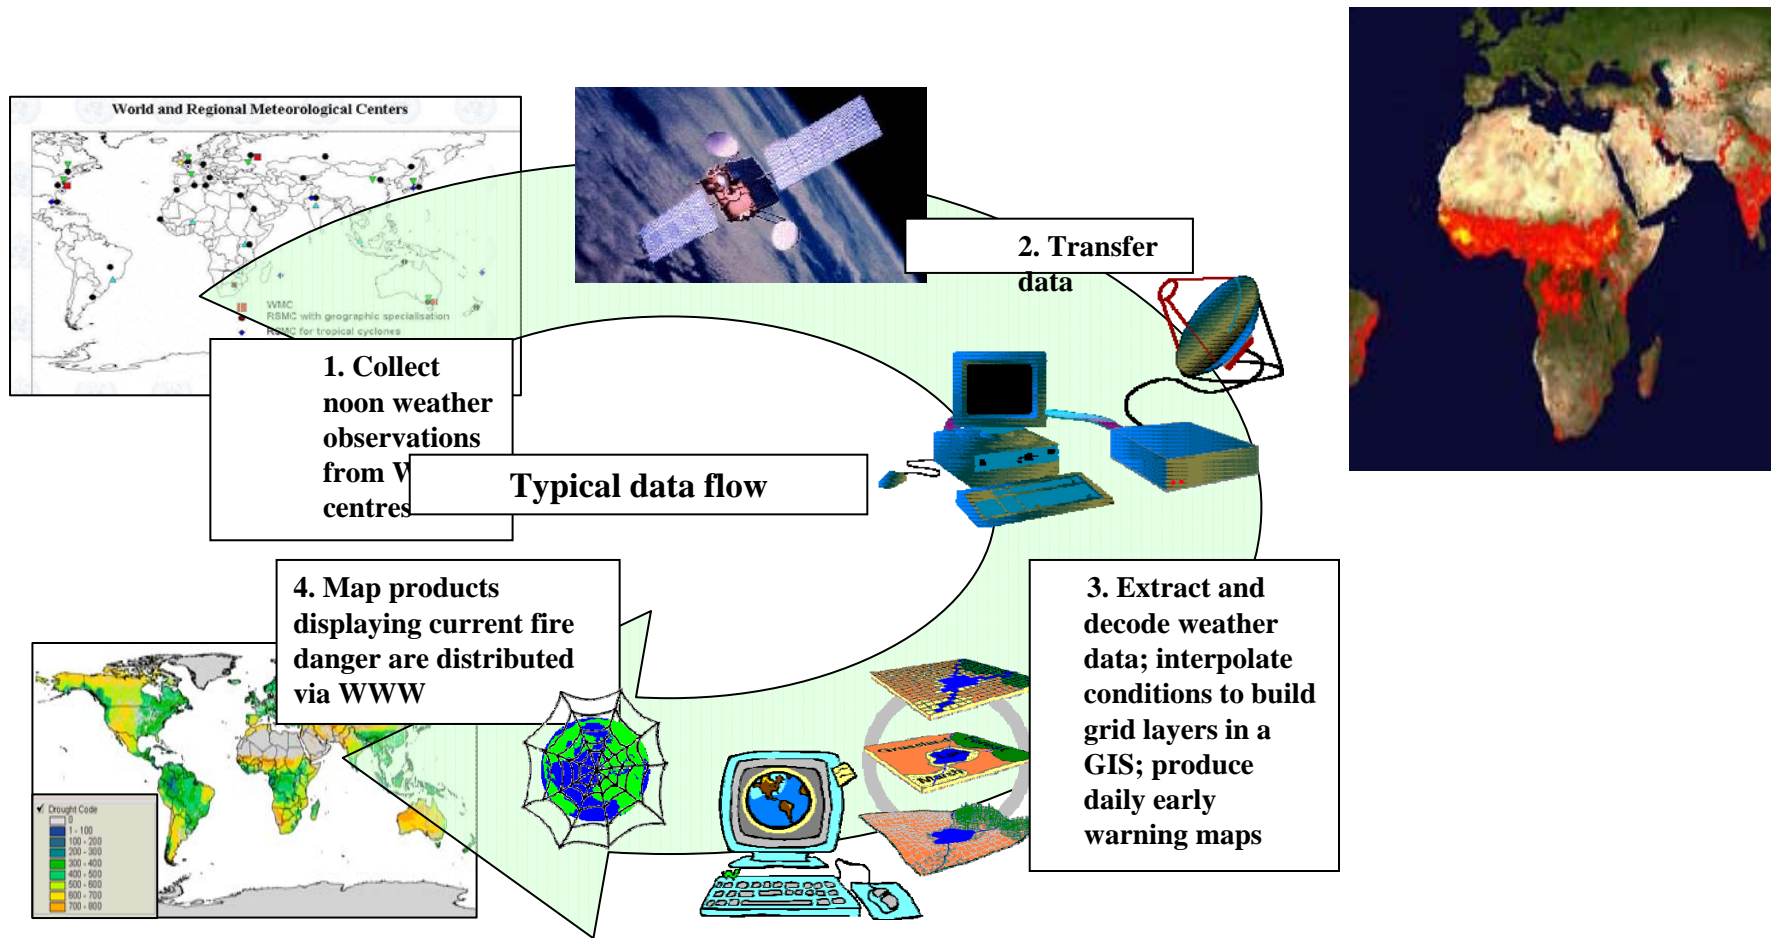 World and Regional Meteorological Centers
WMC
RSMC with geographic specialisation
RSMC for tropical cyclones
2. Transfer
data
1. Collect
noon weather
observations
from
centres
Typical data flow
4. Map products
displaying current fire
danger are distributed
via WWW
3. Extract and
decode weather
data; interpolate
conditions to build
grid layers in a
GIS; produce
daily early
warning maps
Grassland
March
Drought Code
0
1 - 100
100 - 200
200 - 300
300 - 400
400 - 500
500 - 600
600 - 700
700 - 800